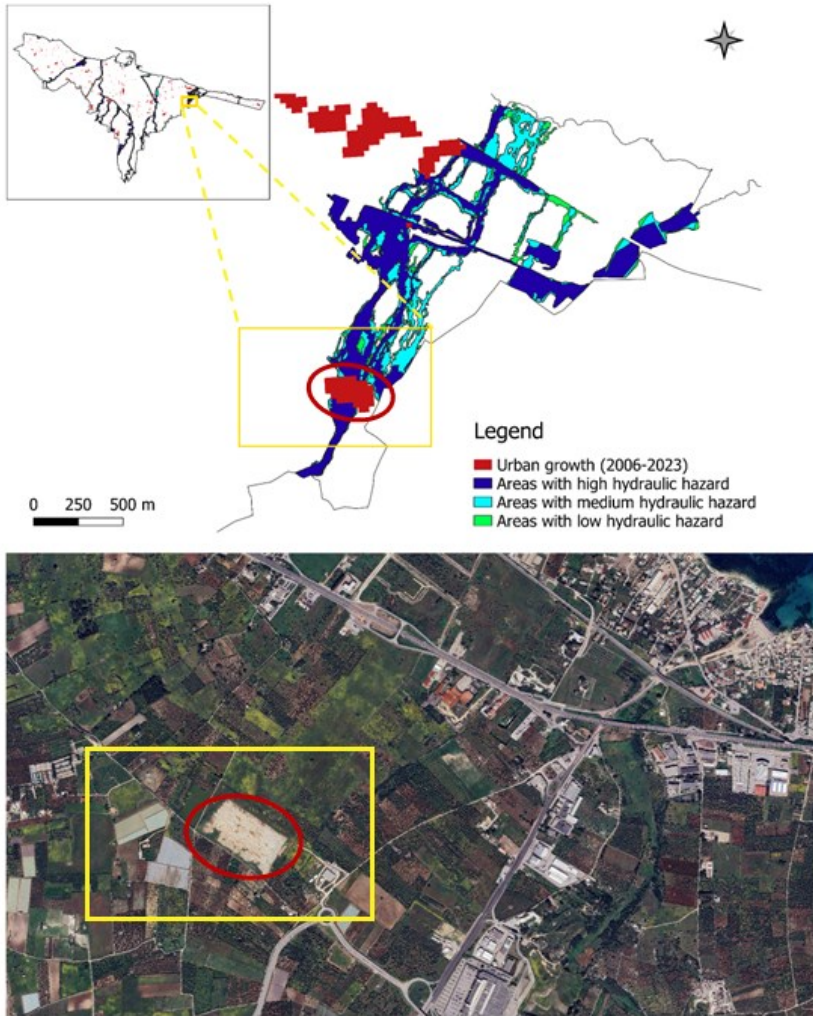 Legend
Urban growth (2006-2023)
Areas with high hydraulic hazard
Areas with medium hydraulic hazard
Areas with low hydraulic hazard
0 250 500 m